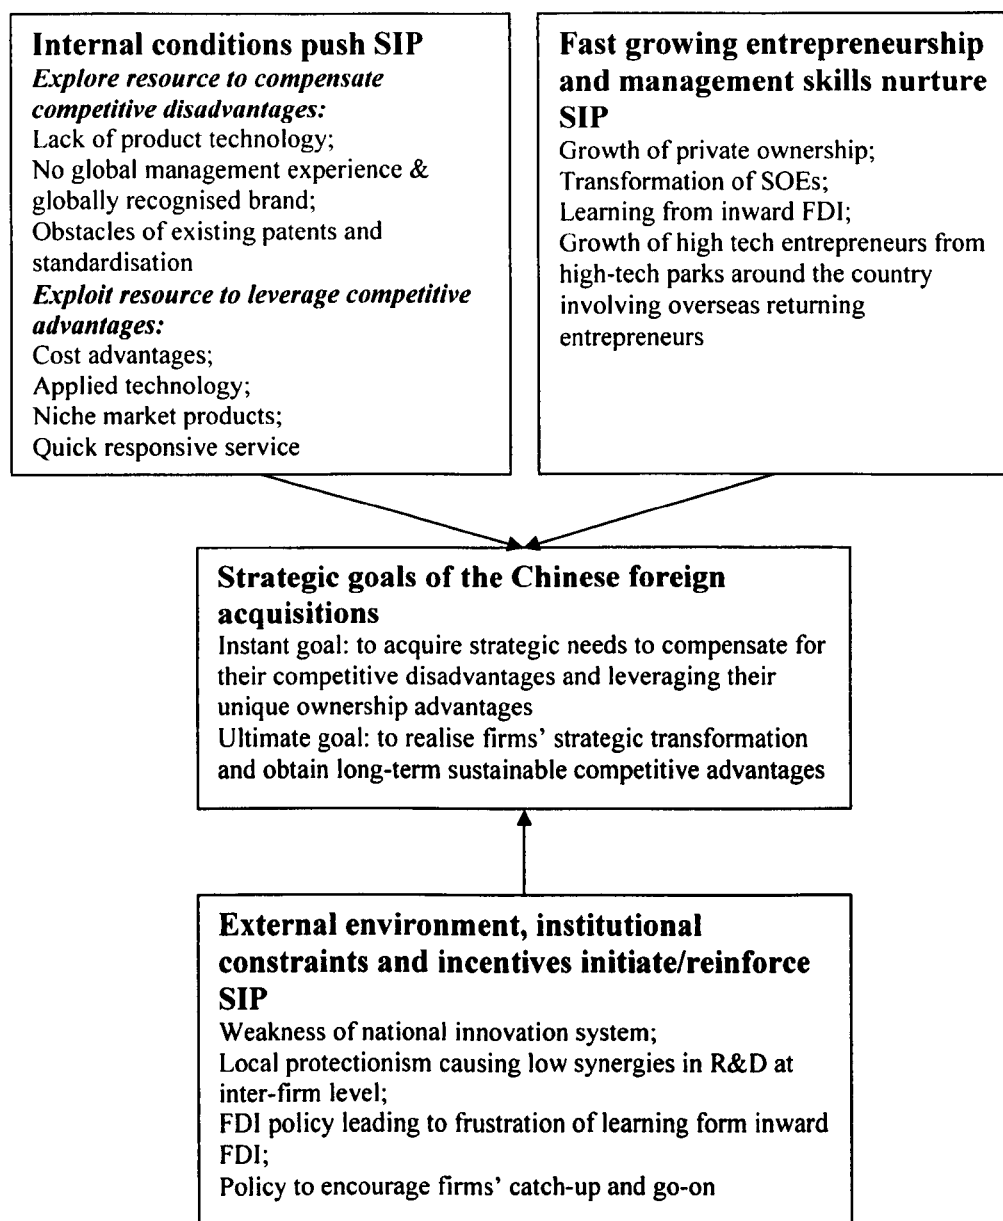 Internal conditions push SIP
Explore resource to compensate
competitive disadvantages:
Lack of product technology;
No global management experience &
globally recognised brand;
Obstacles of existing patents and
standardisation
Exploit resource to leverage competitive
advantages:
Cost advantages;
Applied technology;
Niche market products;
Quick responsive service
Fast growing entrepreneurship
and management skills nurture
SIP
Growth of private ownership;
Transformation of SOEs;
Learning from inward FDI;
Growth of high tech entrepreneurs from
high-tech parks around the country
involving overseas returning
entrepreneurs
Strategic goals of the Chinese foreign
acquisitions
Instant goal: to acquire strategic needs to compensate for
their competitive disadvantages and leveraging their
unique ownership advantages
Ultimate goal: to realise firms' strategic transformation
and obtain long-term sustainable competitive advantages
External environment, institutional
constraints and incentives initiate/reinforce
SIP
Weakness of national innovation system;
Local protectionism causing low synergies in R&D at
inter-firm level;
FDI policy leading to frustration of learning form inward
FDI;
Policy to encourage firms' catch-up and go-on